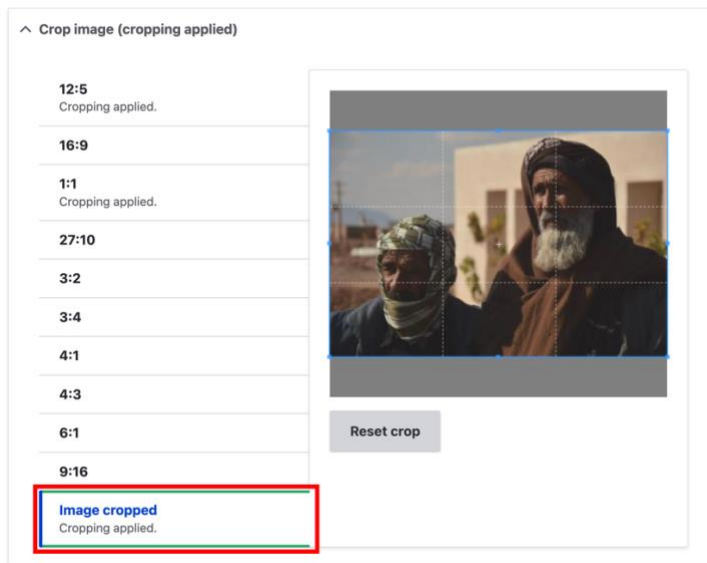 Crop image (cropping applied)
12:5
Cropping applied.
16:9
1:1
Cropping applied.
27:10
3:2
3:4
4:1
4:3
6:1
9:16
Image cropped
Cropping applied.
Reset crop